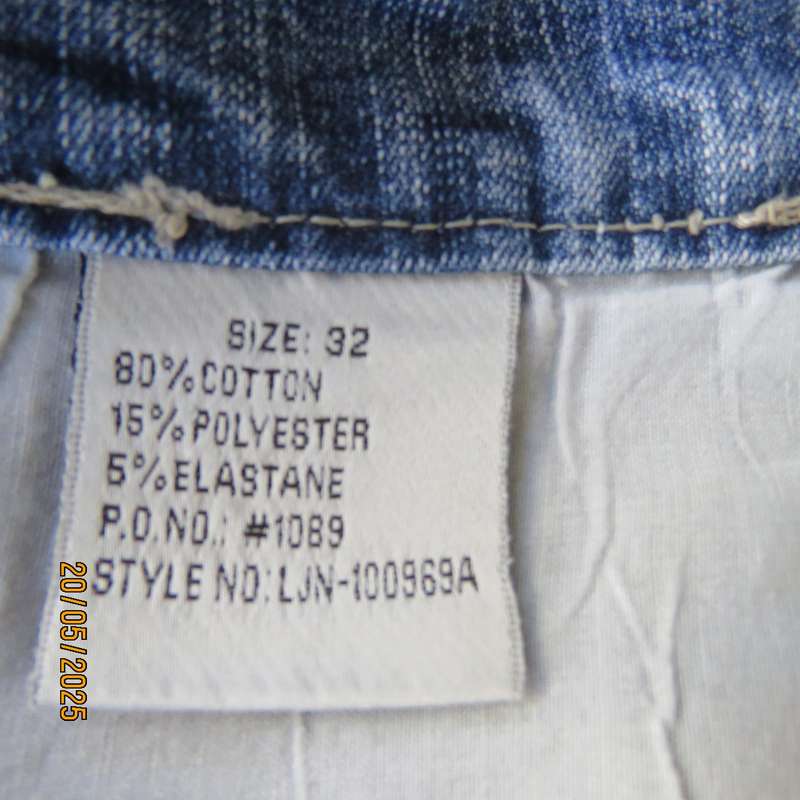 SIZE: 32
80% COTTON
15% POLYESTER
5% ELASTANE
P.O.NO.: #1089
STYLE NO: LJN-100969A
20/05/2025